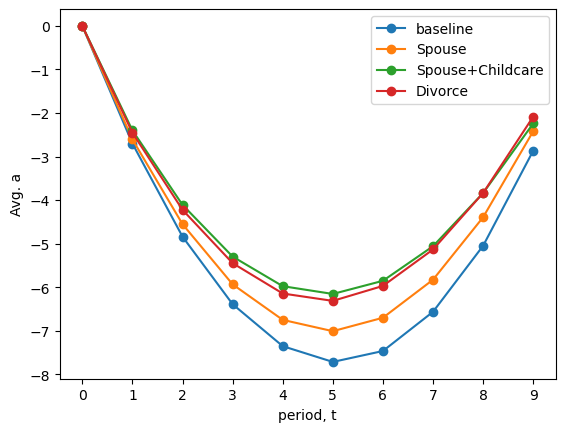 0
−1
−2
−3
−4
−5
−6
−7
−8
Avg. a
baseline
Spouse
Spouse+Childcare
Divorce
0 1 2 3 4 5 6 7 8 9
period, t